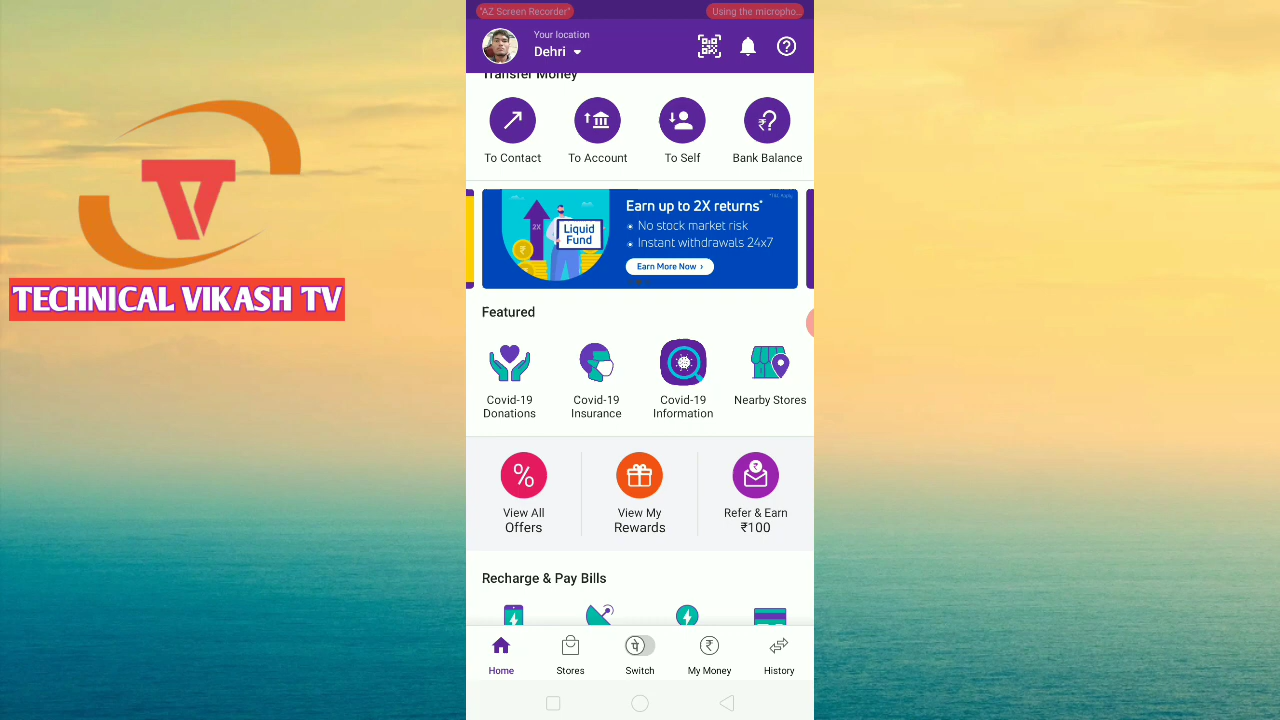 "AZ Screen Recorder"
Using the micropho..
Your location
Dehri
Transfer Money
To Contact
To Account
To Self
Bank Balance
2X
Liquid
Fund
Earn up to 2X returns*
No stock market risk
Instant withdrawals 24x7
Earn More Now ›
Featured
Covid-19
Donations
Covid-19
Insurance
Covid-19
Information
Nearby Stores
View All
Offers
View My
Rewards
Refer & Earn
₹100
Recharge & Pay Bills
Home
Stores
Switch
My Money
History
TECHNICAL VIKASH TV